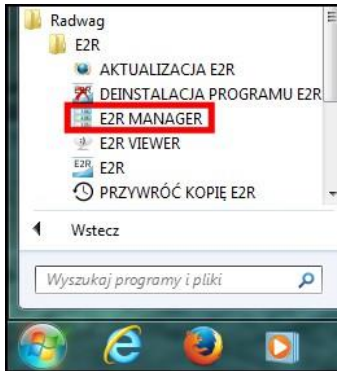 Radwag
E2R
AKTUALIZACJA E2R
DEINSTALACJA PROGRAMU E2R
E2R MANAGER
E2R VIEWER
E2R
E2R
PRZYWRÓĆ KOPIĘ E2R
Wstecz
Wyszukaj programy i pliki